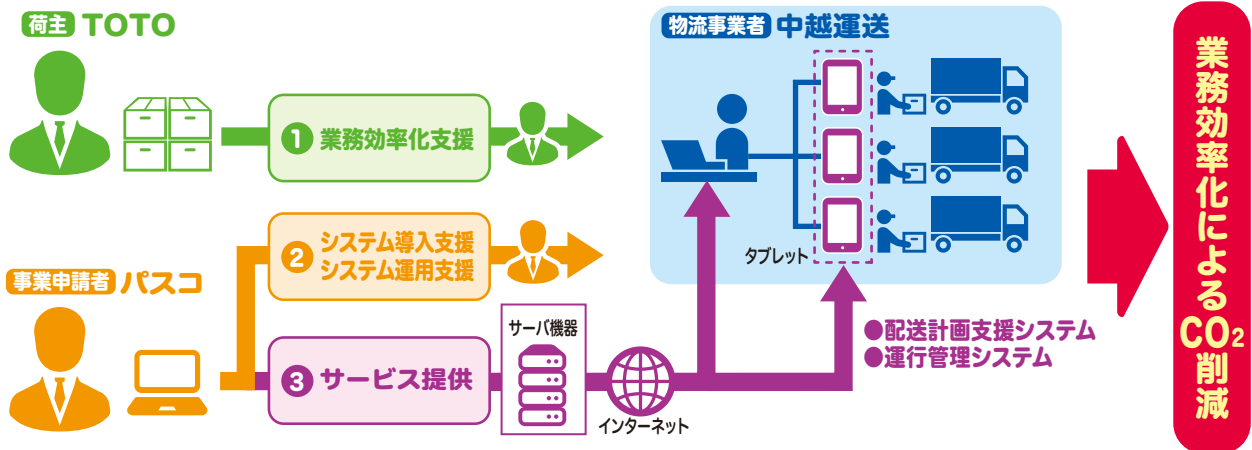 荷主 TOTO
① 業務効率化支援
事業申請者 パスコ
② システム導入支援
システム運用支援
③ サービス提供
サーバ機器
インターネット
物流事業者 中越運送
タブレット
●配送計画支援システム
●運行管理システム
業務効率化によるCO2削減